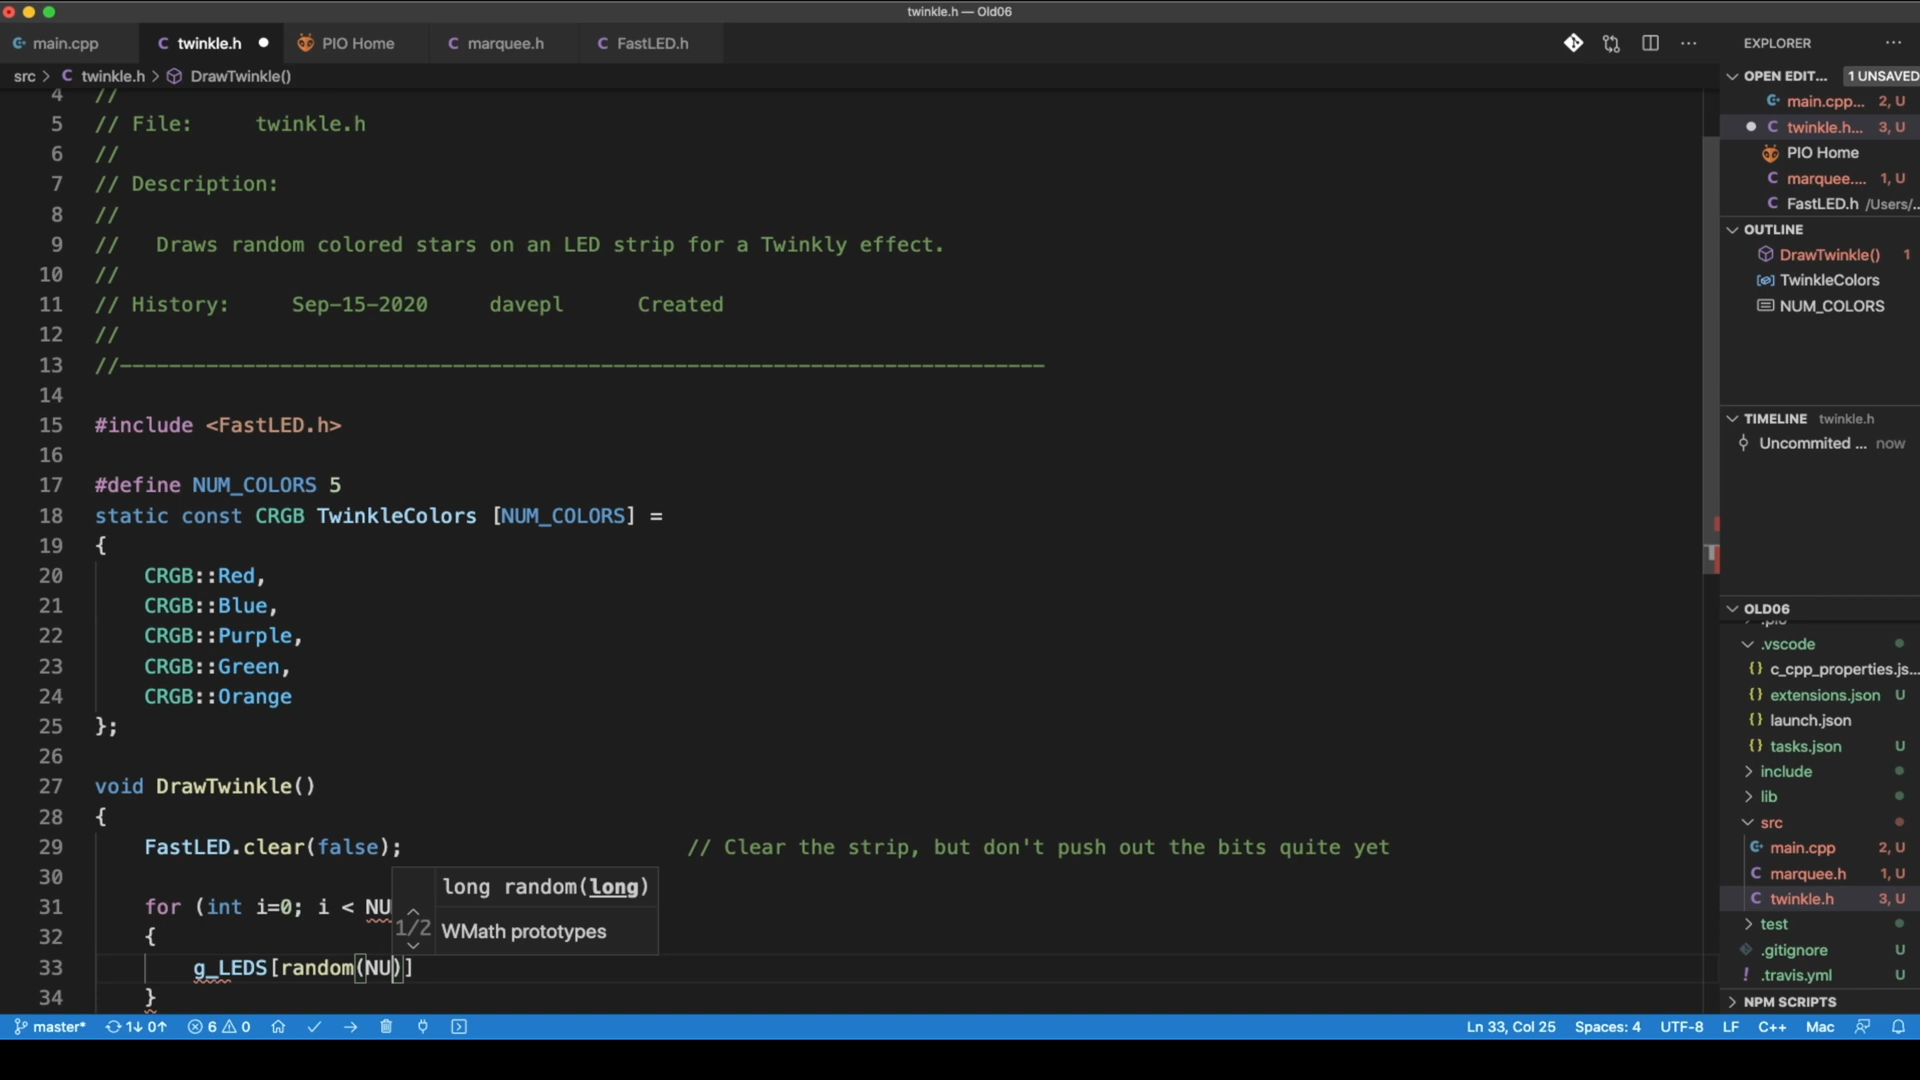 twinkle.h — Old06
main.cpp
twinkle.h
PIO Home
marquee.h
FastLED.h
src > twinkle.h > DrawTwinkle()
4 //
5 // File: twinkle.h
6 //
7 // Description:
8 //
9 // Draws random colored stars on an LED strip for a Twinkly effect.
10 //
11 // History: Sep-15-2020 davepl Created
12 //
13 //---------------------------------------------------------------------------
14
15 #include <FastLED.h>
16
17 #define NUM_COLORS 5
18 static const CRGB TwinkleColors [NUM_COLORS] =
19 {
20 CRGB::Red,
21 CRGB::Blue,
22 CRGB::Purple,
23 CRGB::Green,
24 CRGB::Orange
25 };
26
27 void DrawTwinkle()
28 {
29 FastLED.clear(false); // Clear the strip, but don't push out the bits quite yet
30
31 for (int i=0; i < NU
32 {
33 g_LEDS[random(NU)]
34 }
long random(long)
1/2
WMath prototypes
EXPLORER
OPEN EDIT... 1 UNSAVED
main.cpp... 2, U
twinkle.h... 3, U
PIO Home
marquee.... 1, U
FastLED.h /Users/...
OUTLINE
DrawTwinkle() 1
TwinkleColors
NUM_COLORS
TIMELINE twinkle.h
Uncommited ... now
OLD06
.pio
.vscode
c_cpp_properties.js...
extensions.json U
launch.json
tasks.json U
include
lib
src
main.cpp 2, U
marquee.h 1, U
twinkle.h 3, U
test
.gitignore U
.travis.yml U
NPM SCRIPTS
master* 1↓ 0↑ 6 0
Ln 33, Col 25 Spaces: 4 UTF-8 LF C++ Mac